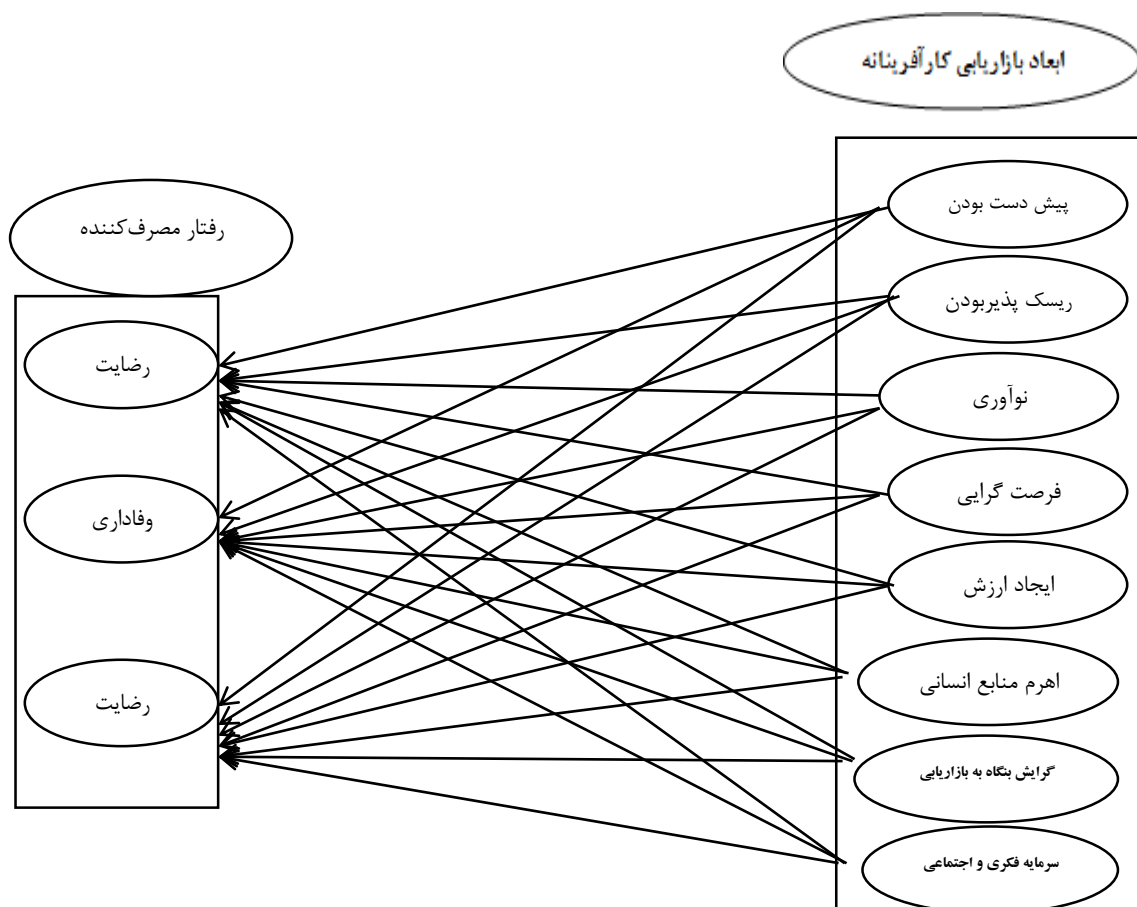 ابعاد بازاریابی کارآفرینانه
پیش دست بودن
ریسک پذیربودن
نوآوری
فرصت گرایی
ایجاد ارزش
اهرم منابع انسانی
گرایش بنگاه به بازاریابی
سرمایه فکری و اجتماعی
رفتار مصرف‌کننده
رضایت
وفاداری
رضایت